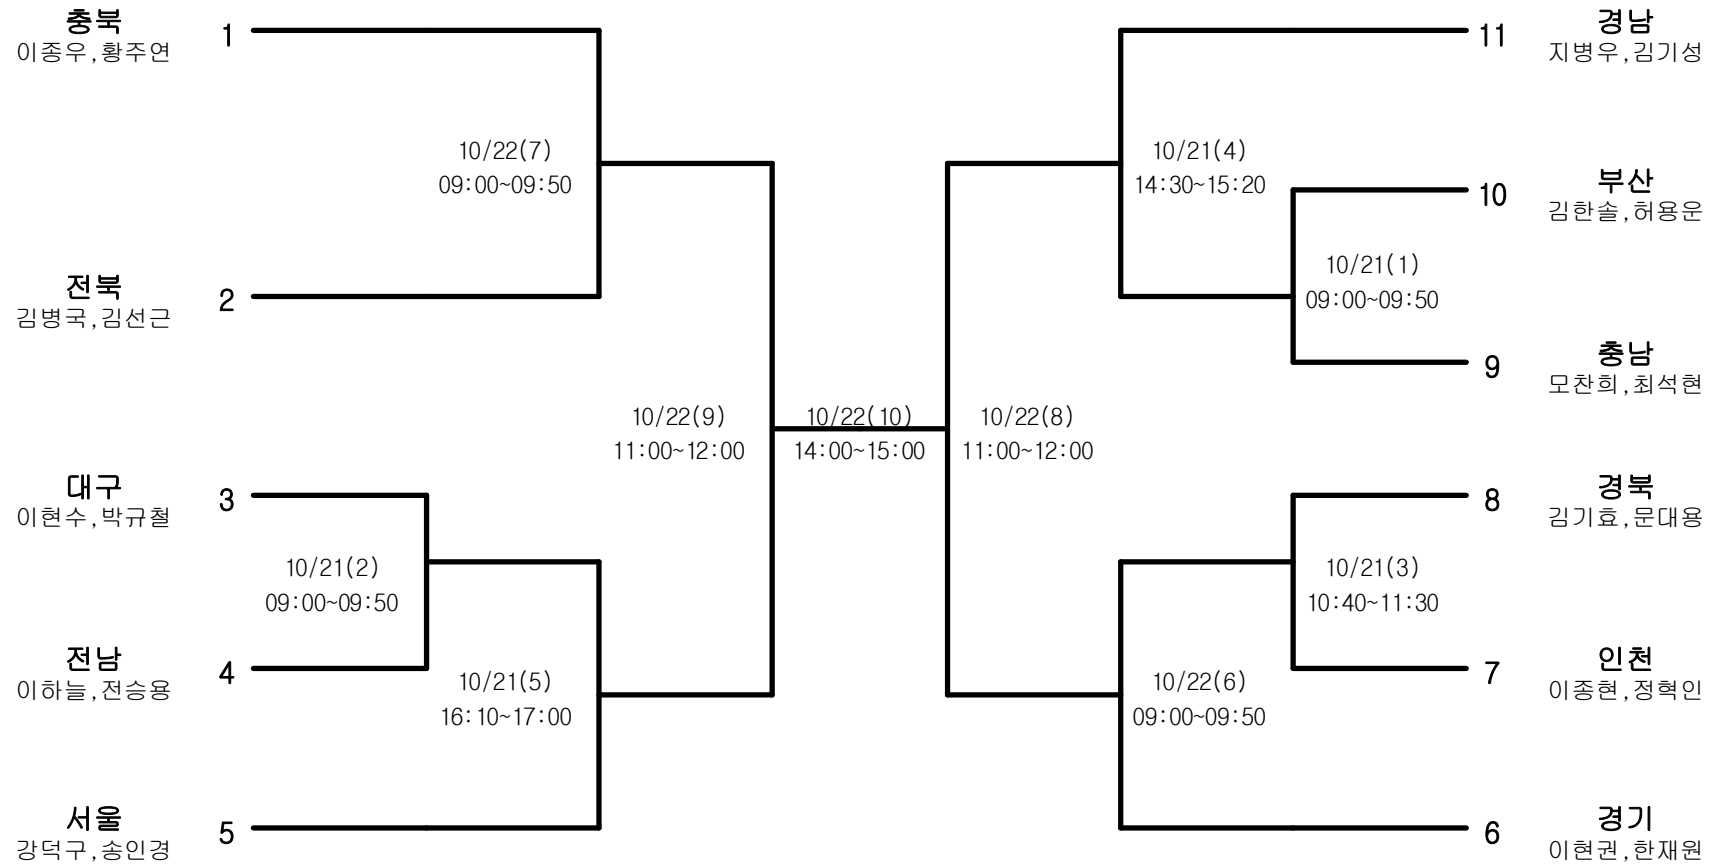 충북
이종우,황주연
1
경남
지병우,김기성
11
10/22(7)
09:00~09:50
10/21(4)
14:30~15:20
부산
김한솔,허용운
10
10/21(1)
09:00~09:50
전북
김병국,김선근
2
충남
모찬희,최석현
9
10/22(9)
11:00~12:00
10/22(10)
14:00~15:00
10/22(8)
11:00~12:00
대구
이현수,박규철
3
경북
김기효,문대용
8
10/21(2)
09:00~09:50
10/21(3)
10:40~11:30
전남
이하늘,전승용
4
인천
이종현,정혁인
7
10/21(5)
16:10~17:00
10/22(6)
09:00~09:50
서울
강덕구,송인경
5
경기
이현권,한재원
6